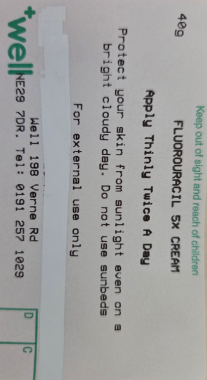 Keep out of sight and reach of children
40g FLUOROURACIL 5% CREAM
Apply Thinly Twice A Day
Protect your skin from sunlight even on a
bright cloudy day. Do not use sunbeds
For external use only
Well 198 Verne Rd
NE29 7DR. Tel: 0191 257 1029
well
D C